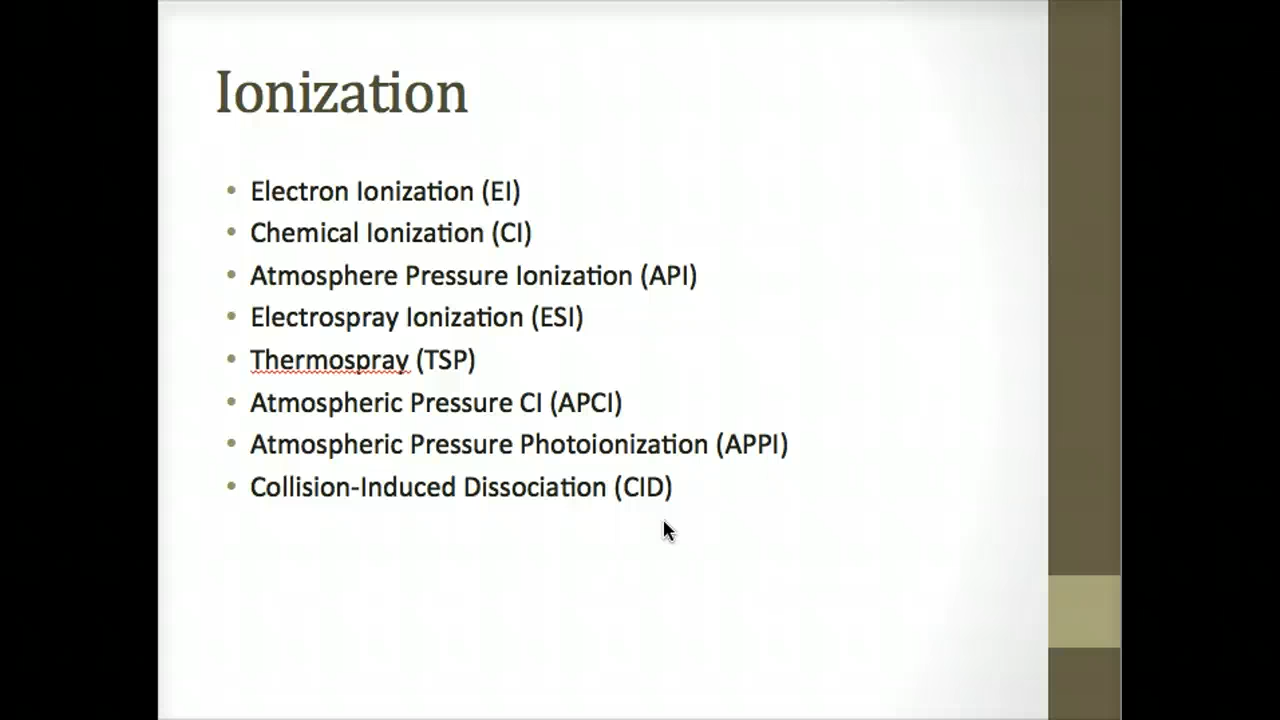 Ionization
• Electron Ionization (EI)
• Chemical Ionization (CI)
• Atmosphere Pressure Ionization (API)
• Electrospray Ionization (ESI)
• Thermospray (TSP)
• Atmospheric Pressure CI (APCI)
• Atmospheric Pressure Photoionization (APPI)
• Collision-Induced Dissociation (CID)